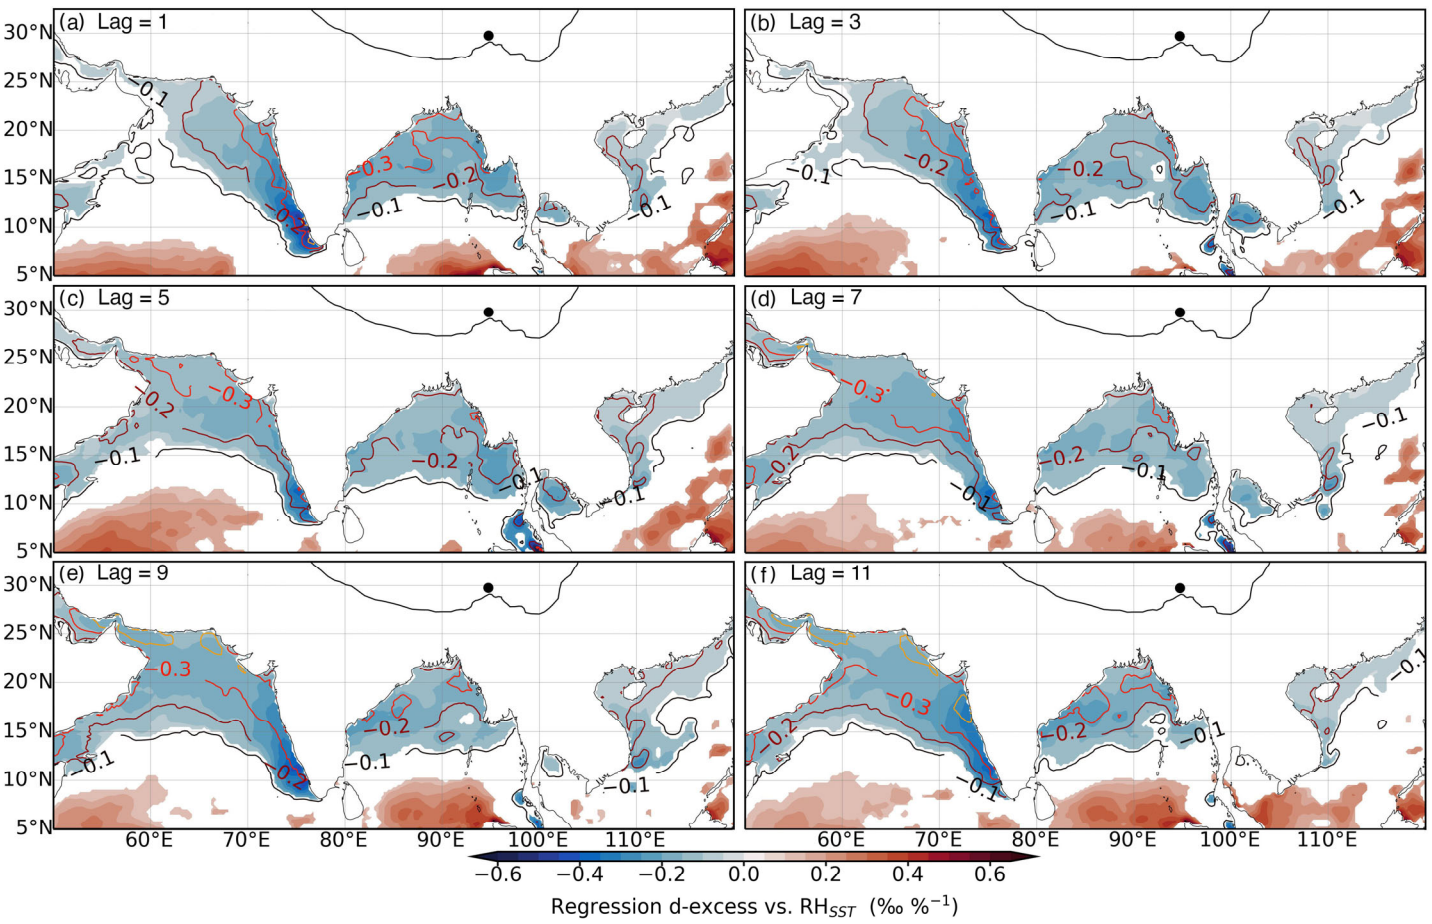 (a) Lag = 1
(b) Lag = 3
30°N
25°N
20°N
15°N
10°N
5°N
−0.1
−0.3
−0.2
−0.1
−0.2
−0.1
−0.1
−0.2
−0.2
−0.1
−0.1
(c) Lag = 5
(d) Lag = 7
30°N
25°N
20°N
15°N
10°N
5°N
−0.2
−0.3
−0.1
−0.2
−0.1
−0.1
−0.3
−0.1
−0.2
−0.2
−0.1
−0.1
(e) Lag = 9
(f) Lag = 11
30°N
25°N
20°N
15°N
10°N
5°N
−0.3
−0.2
−0.1
−0.1
−0.2
−0.1
−0.1
−0.3
−0.2
−0.2
−0.1
−0.1
60°E 70°E 80°E 90°E 100°E 110°E
60°E 70°E 80°E 90°E 100°E 110°E
−0.6 −0.4 −0.2 0.0 0.2 0.4 0.6
Regression d-excess vs. RH<sub>SST</sub> (‰ %<sup>−1</sup>)